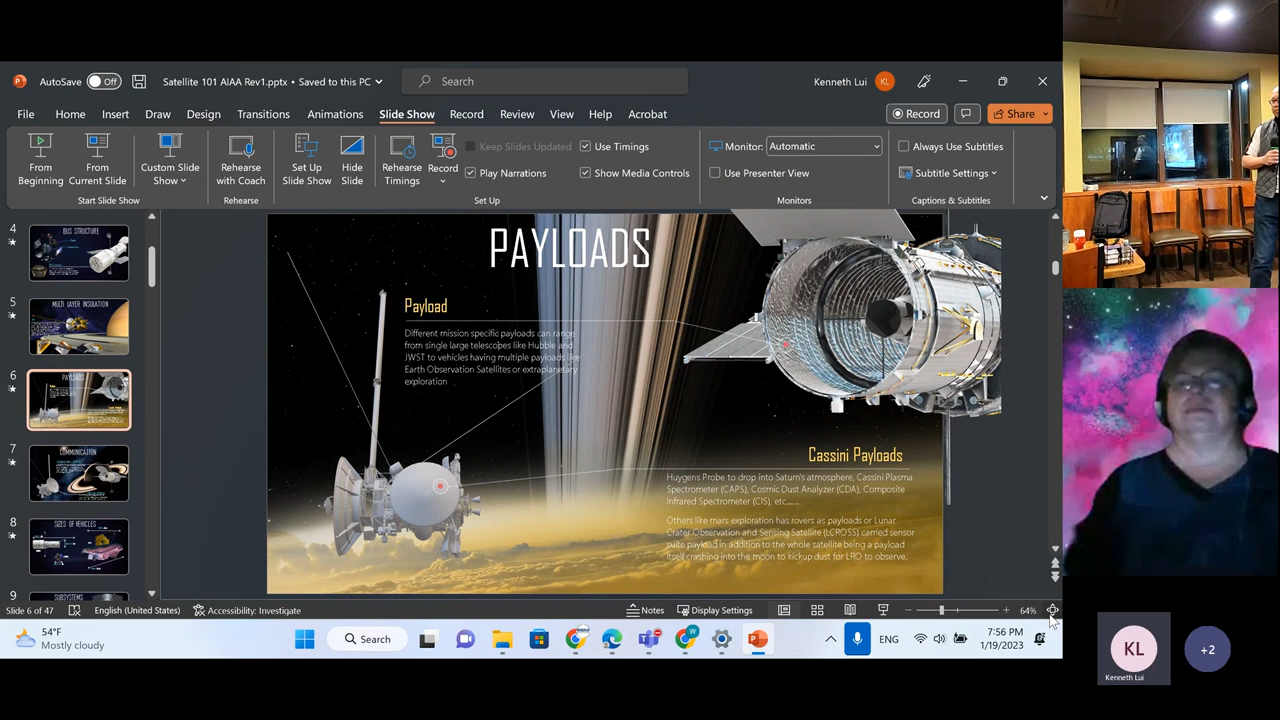 AutoSave Off
Satellite 101 AIAA Rev1.pptx • Saved to this PC
Search
Kenneth Lui KL
File Home Insert Draw Design Transitions Animations Slide Show Record Review View Help Acrobat
Record
Share
From Beginning
From Current Slide
Custom Slide Show
Start Slide Show
Rehearse with Coach
Rehearse
Set Up Slide Show
Hide Slide
Rehearse Timings
Record
Keep Slides Updated
Play Narrations
Use Timings
Show Media Controls
Set Up
Monitor: Automatic
Use Presenter View
Monitors
Always Use Subtitles
Subtitle Settings
Captions & Subtitles
4
BUS STRUCTURE
5
MULTI LAYER INSULATION
6
PAYLOADS
7
COMMUNICATION
8
SIZES OF VEHICLES
9
SUBSYSTEMS
PAYLOADS
Payload
Different mission specific payloads can range
from single large telescopes like Hubble and
JWST to vehicles having multiple payloads like
Earth Observation Satellites or extraplanetary
exploration
Cassini Payloads
Huygens Probe to drop into Saturn's atmosphere, Cassini Plasma
Spectrometer (CAPS), Cosmic Dust Analyzer (CDA), Composite
Infrared Spectrometer (CIS), etc......
Others like mars exploration has rovers as payloads or Lunar
Crater Observation and Sensing Satellite (LCROSS) carried sensor
suite payload in addition to the whole satellite being a payload
itself crashing into the moon to kickup dust for LRO to observe.
Slide 6 of 47
English (United States)
Accessibility: Investigate
Notes
Display Settings
64%
54°F
Mostly cloudy
Search
ENG
7:56 PM
1/19/2023
KL
Kenneth Lui
+2